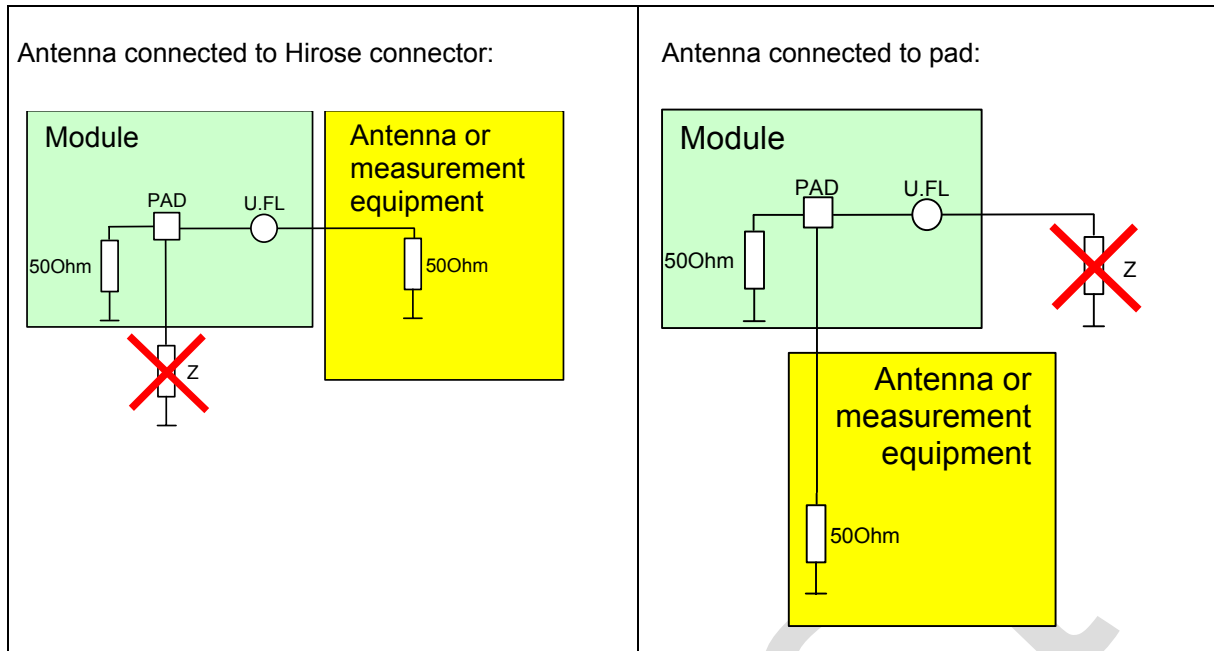 Antenna connected to Hirose connector:
Module
PAD
U.FL
50Ohm
Z
Antenna or
measurement
equipment
50Ohm
Antenna connected to pad:
Module
PAD
U.FL
50Ohm
Z
Antenna or
measurement
equipment
50Ohm